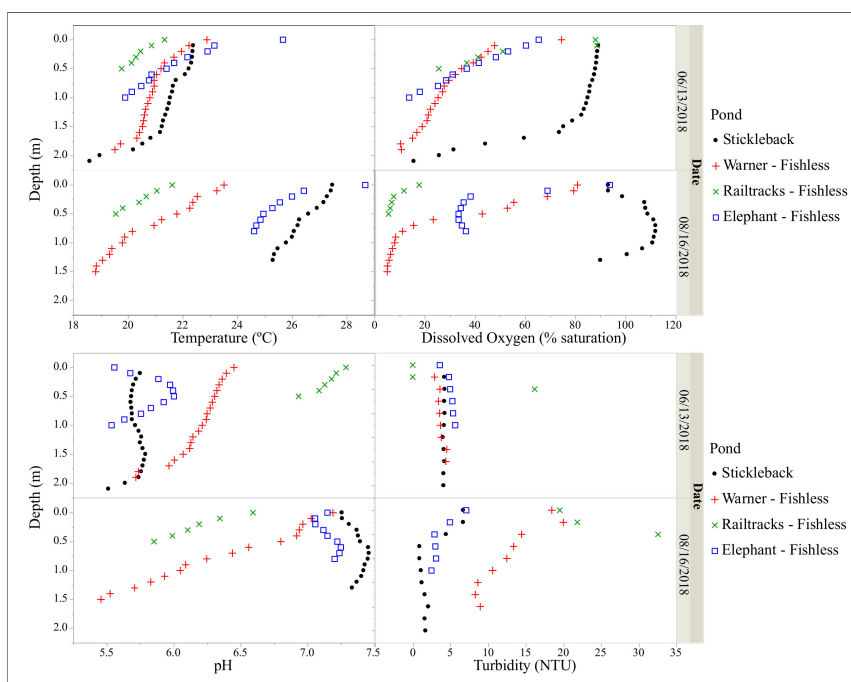 0.0
0.5
1.0
1.5
2.0
Depth (m)
06/13/2018
0.0
0.5
1.0
1.5
2.0
08/16/2018
Date
18
20
22
24
26
28
Temperature (ºC)
0
20
40
60
80
100
120
Dissolved Oxygen (% saturation)
Pond
Stickleback
Warner - Fishless
Railtracks - Fishless
Elephant - Fishless
0.0
0.5
1.0
1.5
2.0
Depth (m)
06/13/2018
0.0
0.5
1.0
1.5
2.0
08/16/2018
Date
5.5
6.0
6.5
7.0
7.5
pH
0
5
10
15
20
25
30
35
Turbidity (NTU)
Pond
Stickleback
Warner - Fishless
Railtracks - Fishless
Elephant - Fishless